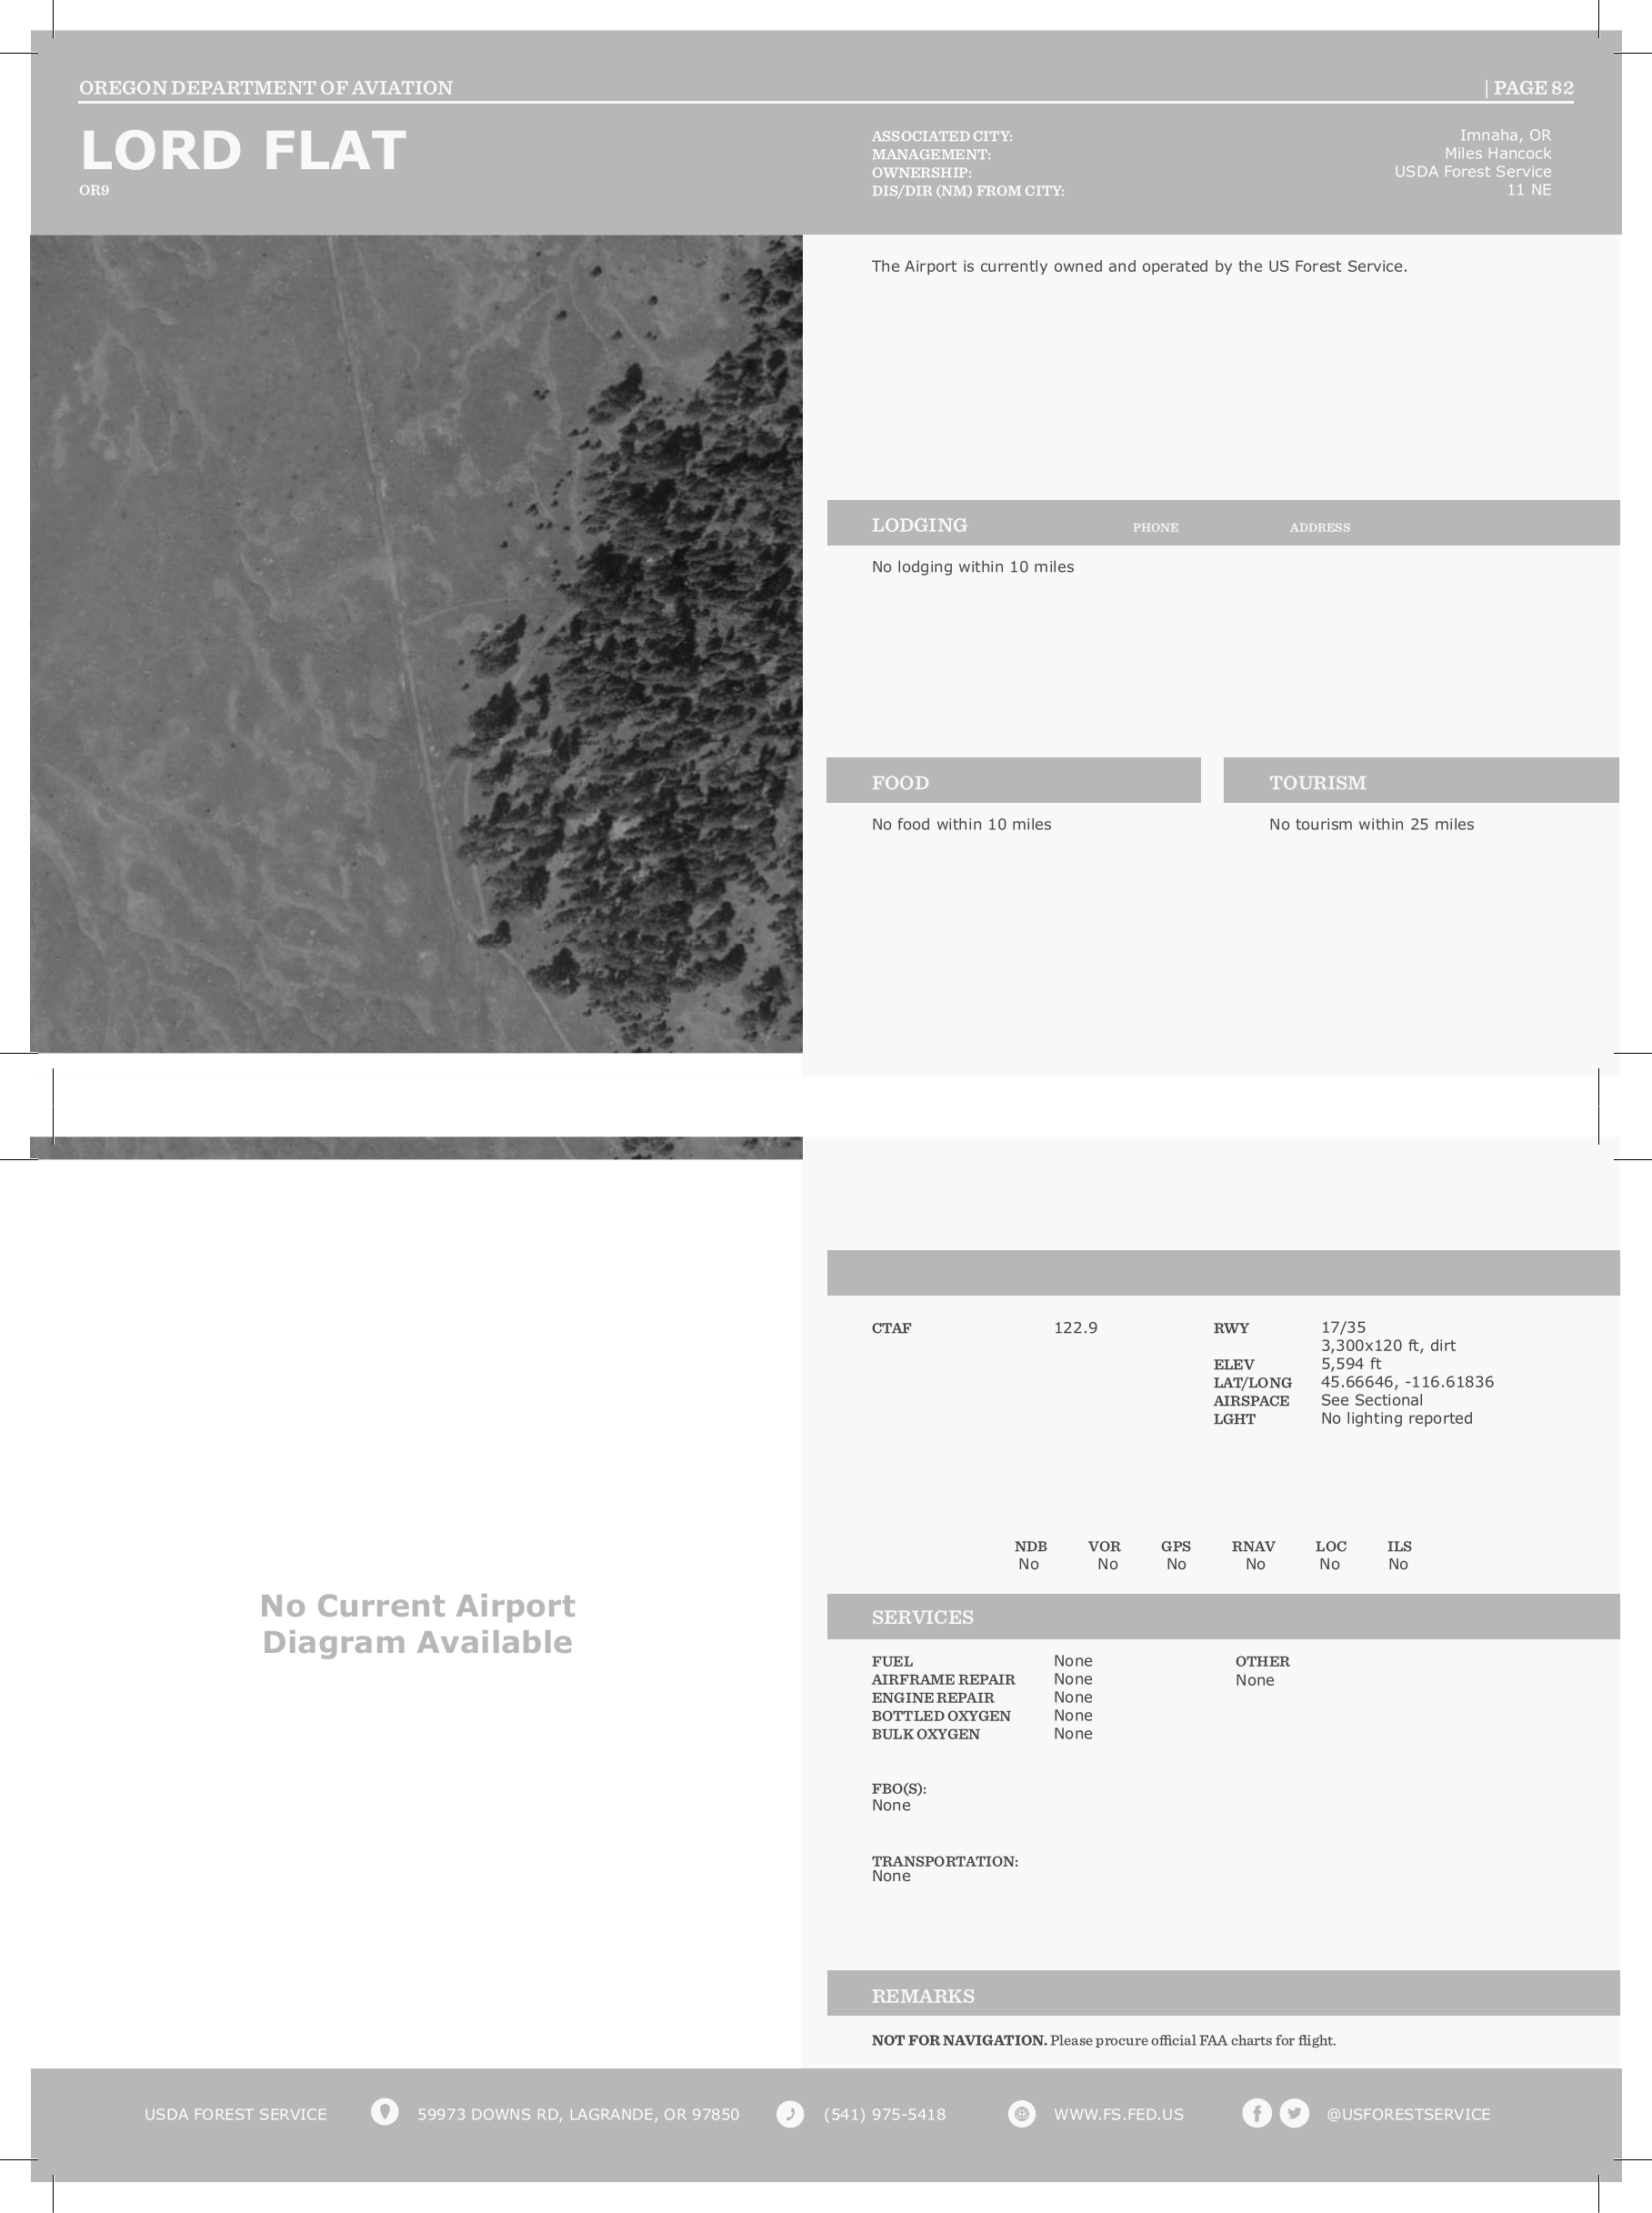 OREGON DEPARTMENT OF AVIATION | PAGE 82
LORD FLAT
OR9
ASSOCIATED CITY: Imnaha, OR
MANAGEMENT: Miles Hancock
OWNERSHIP: USDA Forest Service
DIS/DIR (NM) FROM CITY: 11 NE
The Airport is currently owned and operated by the US Forest Service.
LODGING PHONE ADDRESS
No lodging within 10 miles
FOOD
No food within 10 miles
TOURISM
No tourism within 25 miles
No Current Airport
Diagram Available
CTAF 122.9
RWY 17/35
3,300x120 ft, dirt
ELEV 5,594 ft
LAT/LONG 45.66646, -116.61836
AIRSPACE See Sectional
LGHT No lighting reported
NDB VOR GPS RNAV LOC ILS
No No No No No No
SERVICES
FUEL None
AIRFRAME REPAIR None
ENGINE REPAIR None
BOTTLED OXYGEN None
BULK OXYGEN None
OTHER
None
FBO(S):
None
TRANSPORTATION:
None
REMARKS
NOT FOR NAVIGATION. Please procure official FAA charts for flight.
USDA FOREST SERVICE 59973 DOWNS RD, LAGRANDE, OR 97850 (541) 975-5418 WWW.FS.FED.US @USFORESTSERVICE